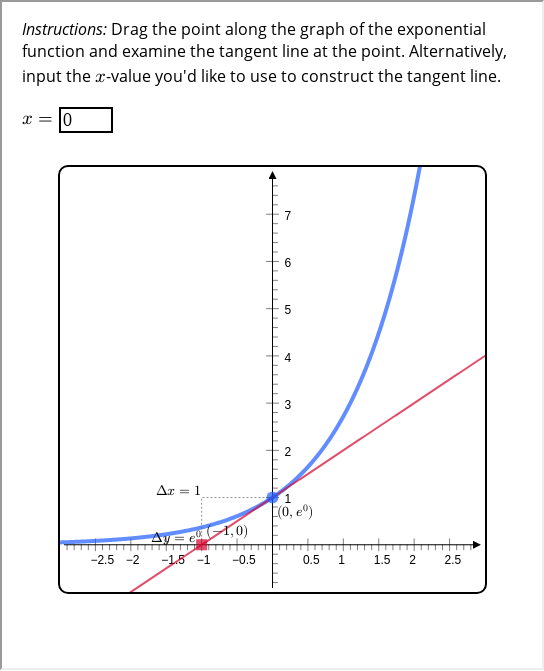 Instructions: Drag the point along the graph of the exponential
function and examine the tangent line at the point. Alternatively,
input the x-value you'd like to use to construct the tangent line.
x = 0
7
6
5
4
3
2
Δx = 1
1
(0, e⁰)
Δy = e⁰ (−1, 0)
−2.5 −2 −1.5 −1 −0.5 0.5 1 1.5 2 2.5